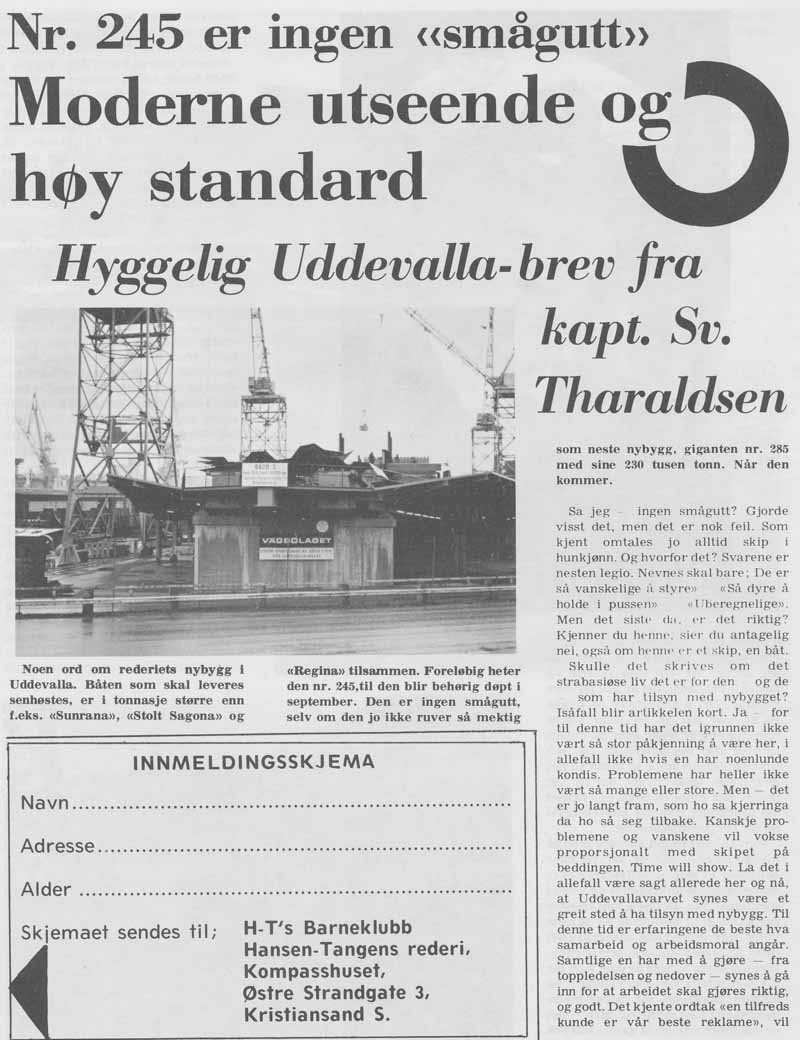 Nr. 245 er ingen «smågutt»
Moderne utseende og
høy standard
Hyggelig Uddevalla-brev fra
kapt. Sv.
Tharaldsen
VÄGBOLAGET
Noen ord om rederiets nybygg i
Uddevalla. Båten som skal leveres
senhøstes, er i tonnasje større enn
f.eks. «Sunrana», «Stolt Sagona» og
«Regina» tilsammen. Foreløbig heter
den nr. 245,til den blir behørig døpt i
september. Den er ingen smågutt,
selv om den jo ikke ruver så mektig
som neste nybygg, giganten nr. 285
med sine 230 tusen tonn. Når den
kommer.
Sa jeg — ingen smågutt? Gjorde
visst det, men det er nok feil. Som
kjent omtales jo alltid skip i
hunkjønn. Og hvorfor det? Svarene er
nesten legio. Nevnes skal bare; De er
så vanskelige å styre» «Så dyre å
holde i pussen» «Uberegnelige».
Men det siste da, er det riktig?
Kjenner du henne, sier du antagelig
nei, også om henne er et skip, en båt.
Skulle det skrives om det
strabasiøse liv det er for den og de
— som har tilsyn med nybygget?
Isåfall blir artikkelen kort. Ja — for
til denne tid har det igrunnen ikke
vært så stor påkjenning å være her, i
allefall ikke hvis en har noenlunde
kondis. Problemene har heller ikke
vært så mange eller store. Men — det
er jo langt fram, som ho sa kjerringa
da ho så seg tilbake. Kanskje pro-
blemene og vanskene vil vokse
proporsjonalt med skipet på
beddingen. Time will show. La det i
allefall være sagt allerede her og nå,
at Uddevallavarvet synes være et
greit sted å ha tilsyn med nybygg. Til
denne tid er erfaringene de beste hva
samarbeid og arbeidsmoral angår.
Samtlige en har med å gjøre — fra
toppledelsen og nedover — synes å gå
inn for at arbeidet skal gjøres riktig,
og godt. Det kjente ordtak «en tilfreds
kunde er vår beste reklame», vil
INNMELDINGSSKJEMA
Navn
Adresse
Alder
Skjemaet sendes til; H-T's Barneklubb
Hansen-Tangens rederi,
Kompasshuset,
Østre Strandgate 3,
Kristiansand S.